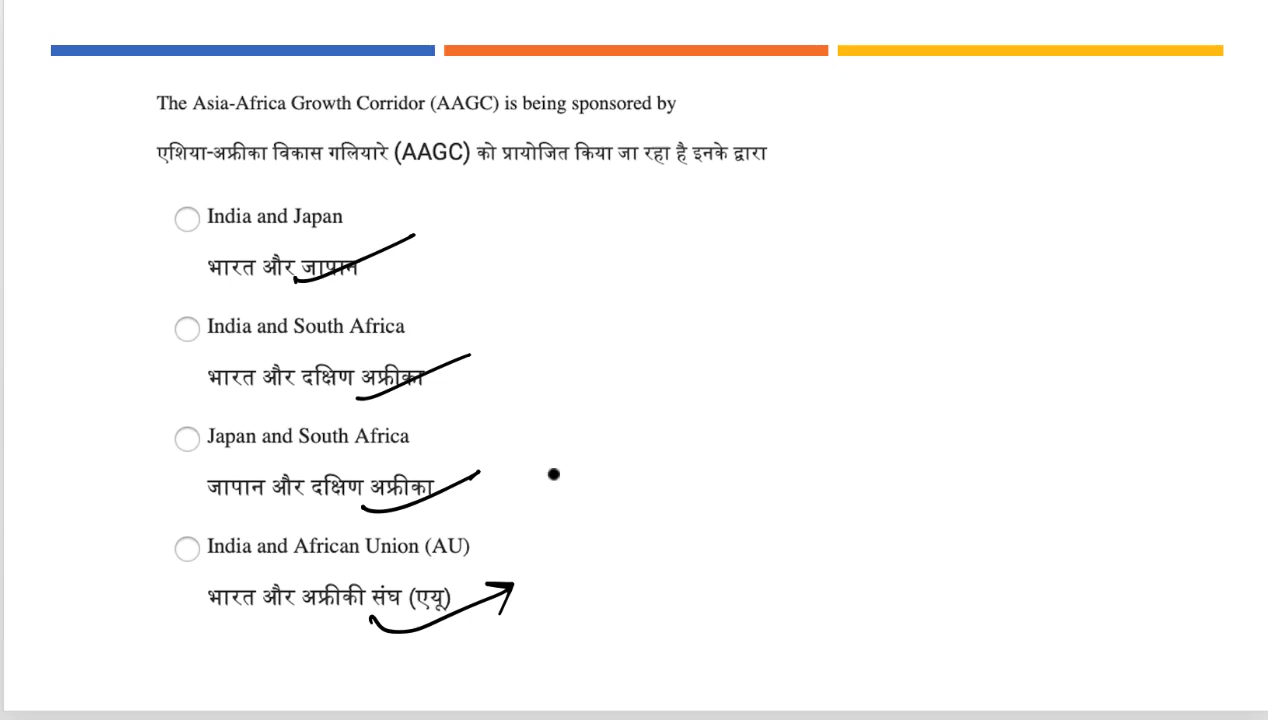 The Asia-Africa Growth Corridor (AAGC) is being sponsored by
एशिया-अफ्रीका विकास गलियारे (AAGC) को प्रायोजित किया जा रहा है इनके द्वारा
India and Japan
भारत और जापान
India and South Africa
भारत और दक्षिण अफ्रीका
Japan and South Africa
जापान और दक्षिण अफ्रीका
India and African Union (AU)
भारत और अफ्रीकी संघ (एयू)